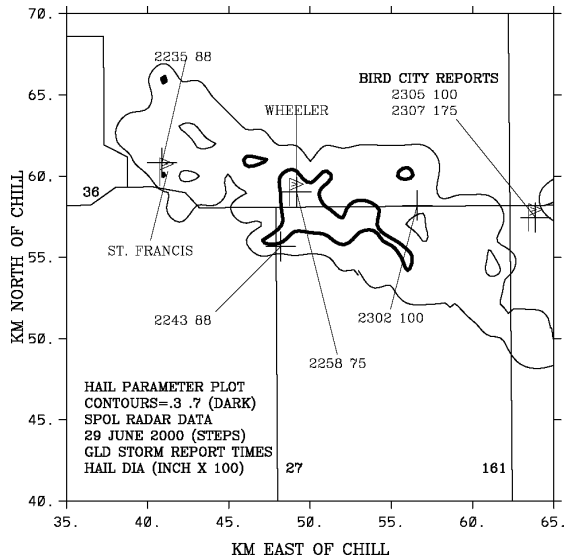 70.
65.
60.
55.
50.
45.
40.
KM NORTH OF CHILL
2235 88
BIRD CITY REPORTS
2305 100
2307 175
WHEELER
36
ST. FRANCIS
2243 88
2302 100
2258 75
HAIL PARAMETER PLOT
CONTOURS=.3 .7 (DARK)
SPOL RADAR DATA
29 JUNE 2000 (STEPS)
GLD STORM REPORT TIMES
HAIL DIA (INCH X 100)
27
161
35. 40. 45. 50. 55. 60. 65.
KM EAST OF CHILL